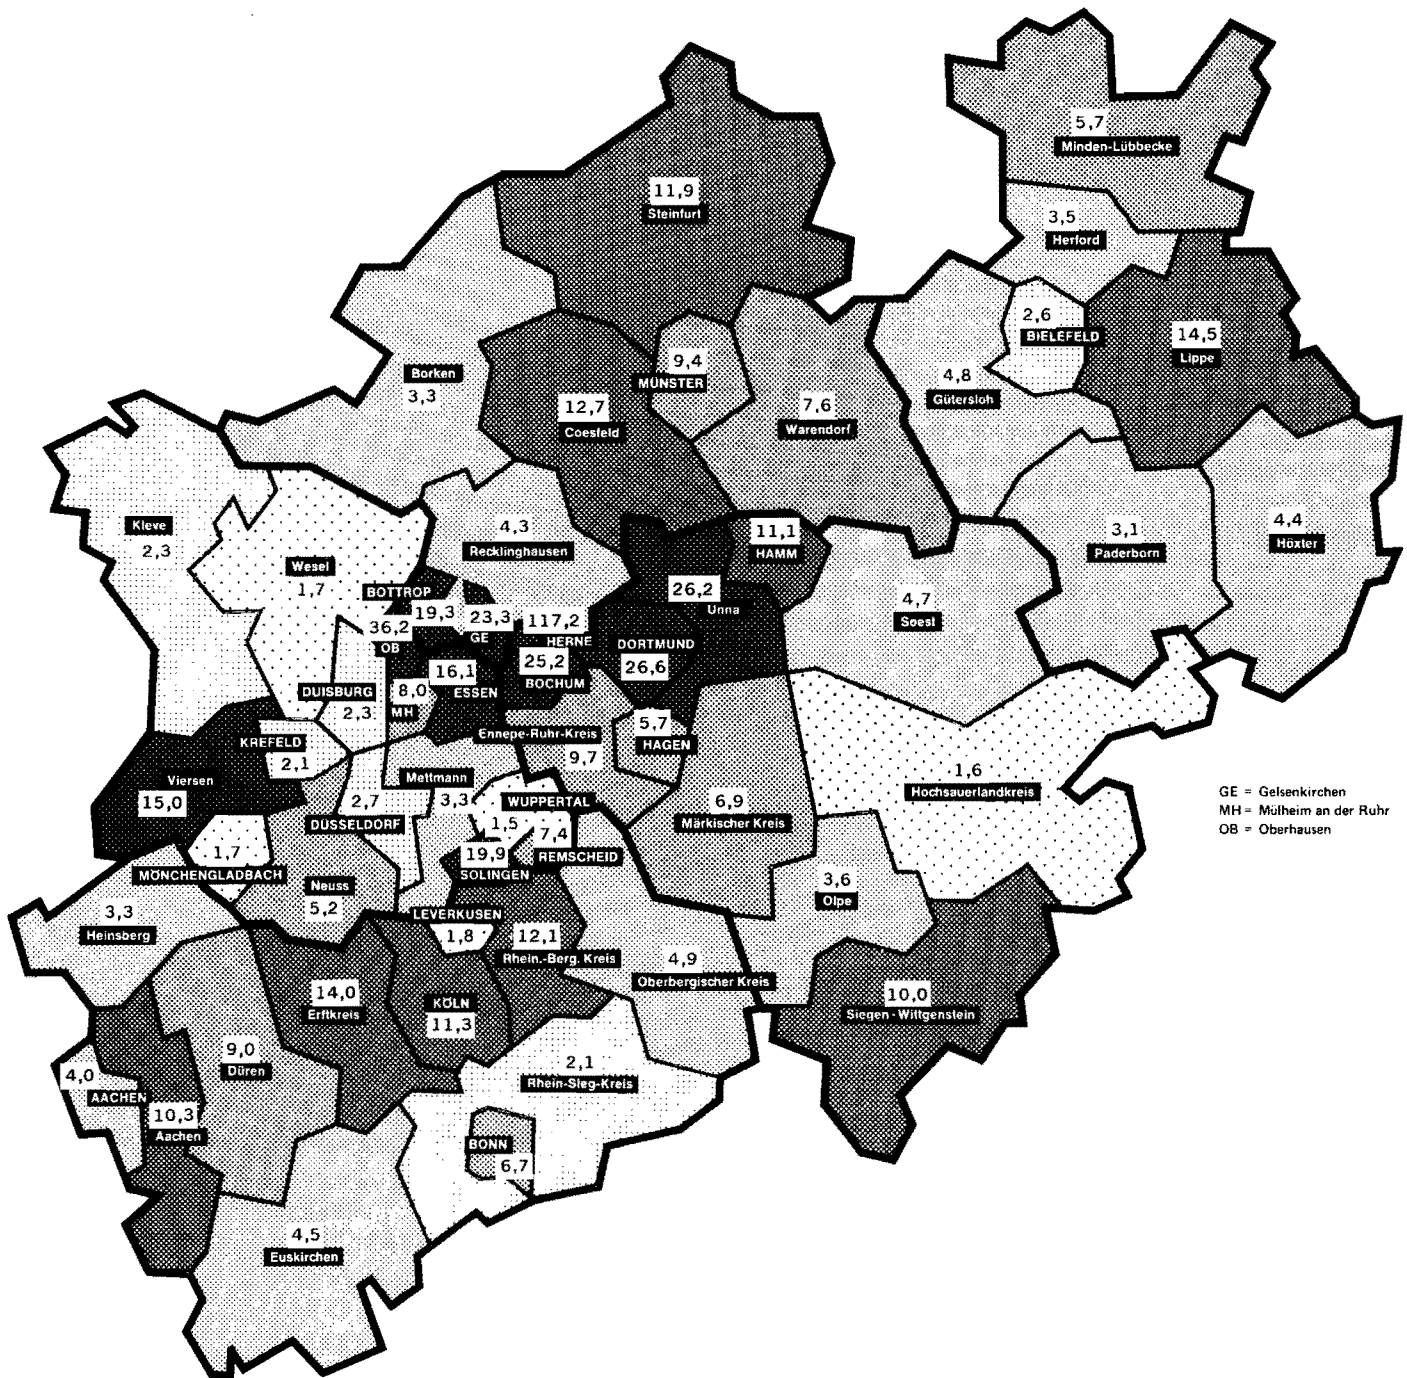 5,7
Minden-Lübbecke
11,9
Steinfurt
3,5
Herford
2,6
BIELEFELD
14,5
Lippe
9,4
MÜNSTER
Borken
3,3
4,8
Gütersloh
12,7
Coesfeld
7,6
Warendorf
Kleve
2,3
4,3
Recklinghausen
11,1
HAMM
3,1
Paderborn
4,4
Höxter
Wesel
1,7
BOTTROP
19,3
26,2
Unna
4,7
Soest
36,2
OB
23,3
GE
117,2
HERNE
DORTMUND
26,6
25,2
BOCHUM
16,1
ESSEN
8,0
MH
DUISBURG
2,3
5,7
HAGEN
Ennepe-Ruhr-Kreis
9,7
KREFELD
2,1
Viersen
15,0
Mettmann
3,3
1,6
Hochsauerlandkreis
2,7
DÜSSELDORF
WUPPERTAL
1,5
6,9
Märkischer Kreis
7,4
REMSCHEID
19,9
SOLINGEN
1,7
MÖNCHENGLADBACH
Neuss
5,2
3,6
Olpe
3,3
Heinsberg
LEVERKUSEN
1,8
12,1
Rhein.-Berg. Kreis
4,9
Oberbergischer Kreis
14,0
Erftkreis
KÖLN
11,3
10,0
Siegen-Wittgenstein
9,0
Düren
4,0
AACHEN
10,3
Aachen
2,1
Rhein-Sieg-Kreis
BONN
6,7
4,5
Euskirchen
GE = Gelsenkirchen
MH = Mülheim an der Ruhr
OB = Oberhausen